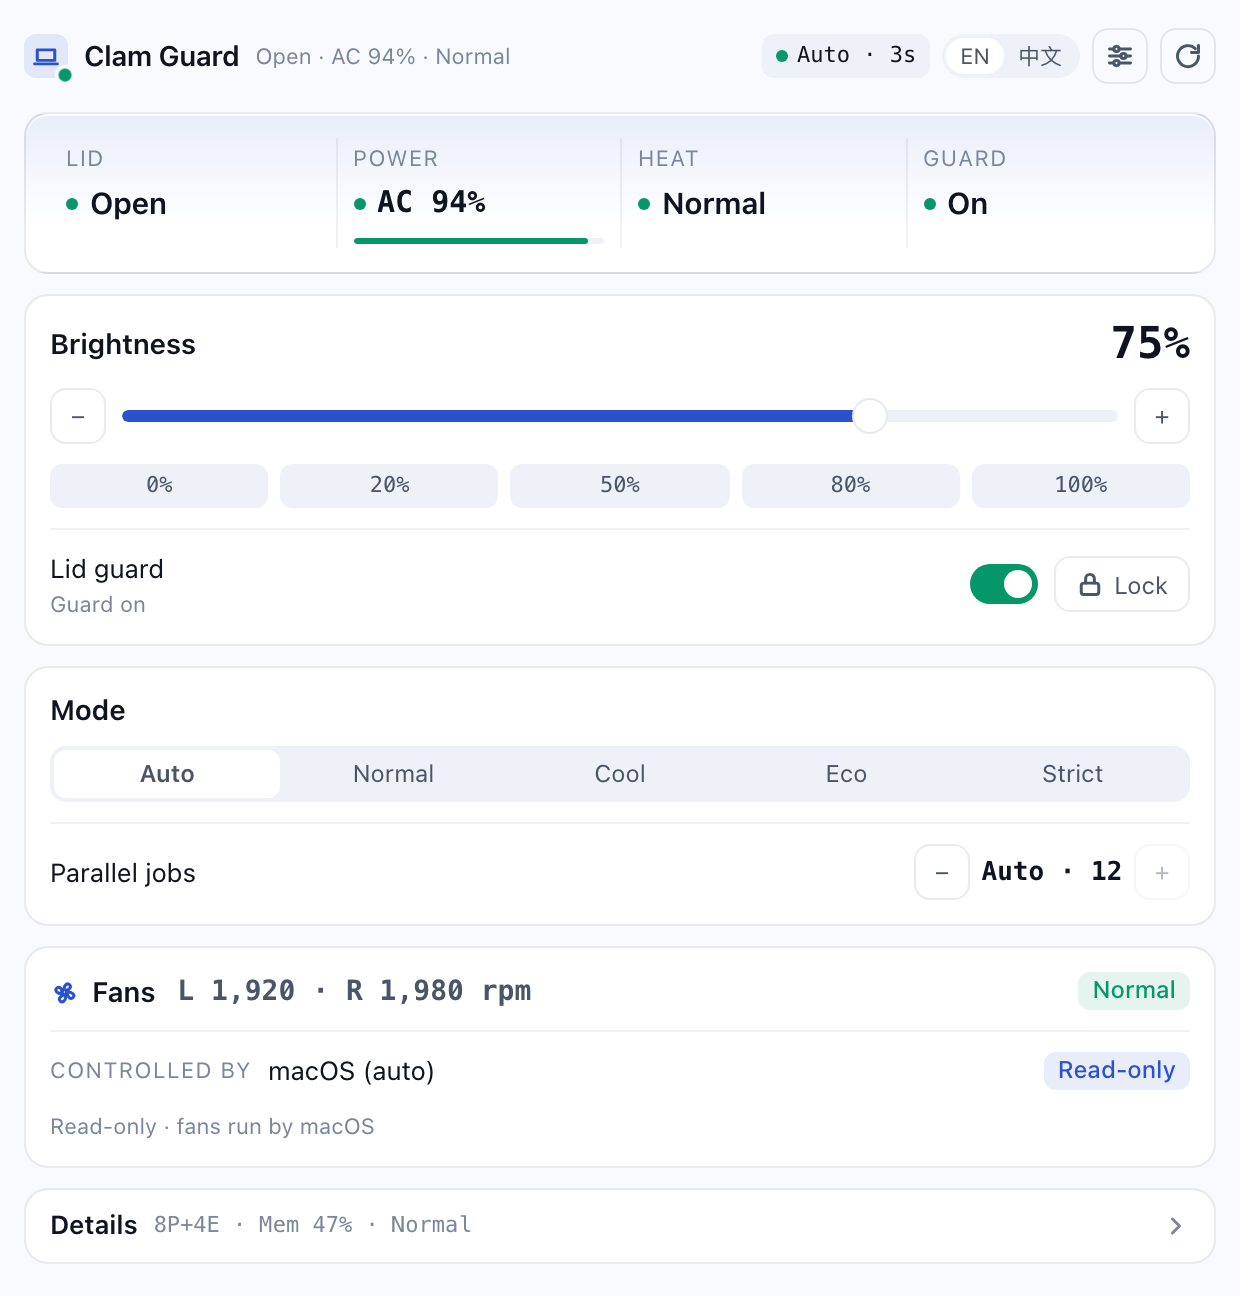 Clam Guard Open · AC 94% · Normal Auto · 3s EN 中文
LID POWER HEAT GUARD
Open AC 94% Normal On
Brightness 75%
− +
0% 20% 50% 80% 100%
Lid guard
Guard on
Lock
Mode
Auto Normal Cool Eco Strict
Parallel jobs − Auto · 12 +
Fans L 1,920 · R 1,980 rpm Normal
CONTROLLED BY macOS (auto) Read-only
Read-only · fans run by macOS
Details 8P+4E · Mem 47% · Normal